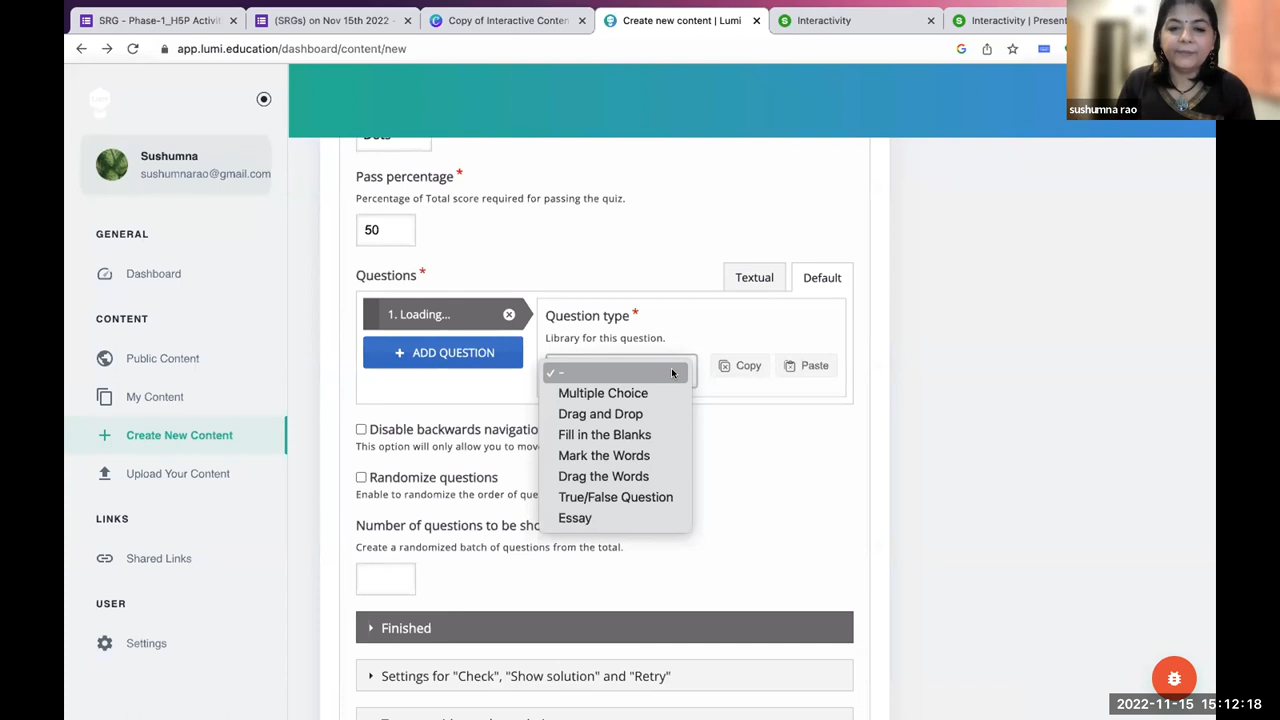 SRG - Phase-1_H5P Activi
(SRGs) on Nov 15th 2022 -
Copy of Interactive Conten
Create new content | Lumi
Interactivity
Interactivity | Present
app.lumi.education/dashboard/content/new
sushumna rao
Sushumna
sushumnarao@gmail.com
GENERAL
Dashboard
CONTENT
Public Content
My Content
Create New Content
Upload Your Content
LINKS
Shared Links
USER
Settings
Pass percentage *
Percentage of Total score required for passing the quiz.
50
Questions *
Textual
Default
1. Loading...
+ ADD QUESTION
Question type *
Library for this question.
-
Copy
Paste
Multiple Choice
Drag and Drop
Fill in the Blanks
Mark the Words
Drag the Words
True/False Question
Essay
Disable backwards navigatio
This option will only allow you to mov
Randomize questions
Enable to randomize the order of que
Number of questions to be sho
Create a randomized batch of questions from the total.
Finished
Settings for "Check", "Show solution" and "Retry"
2022-11-15 15:12:18